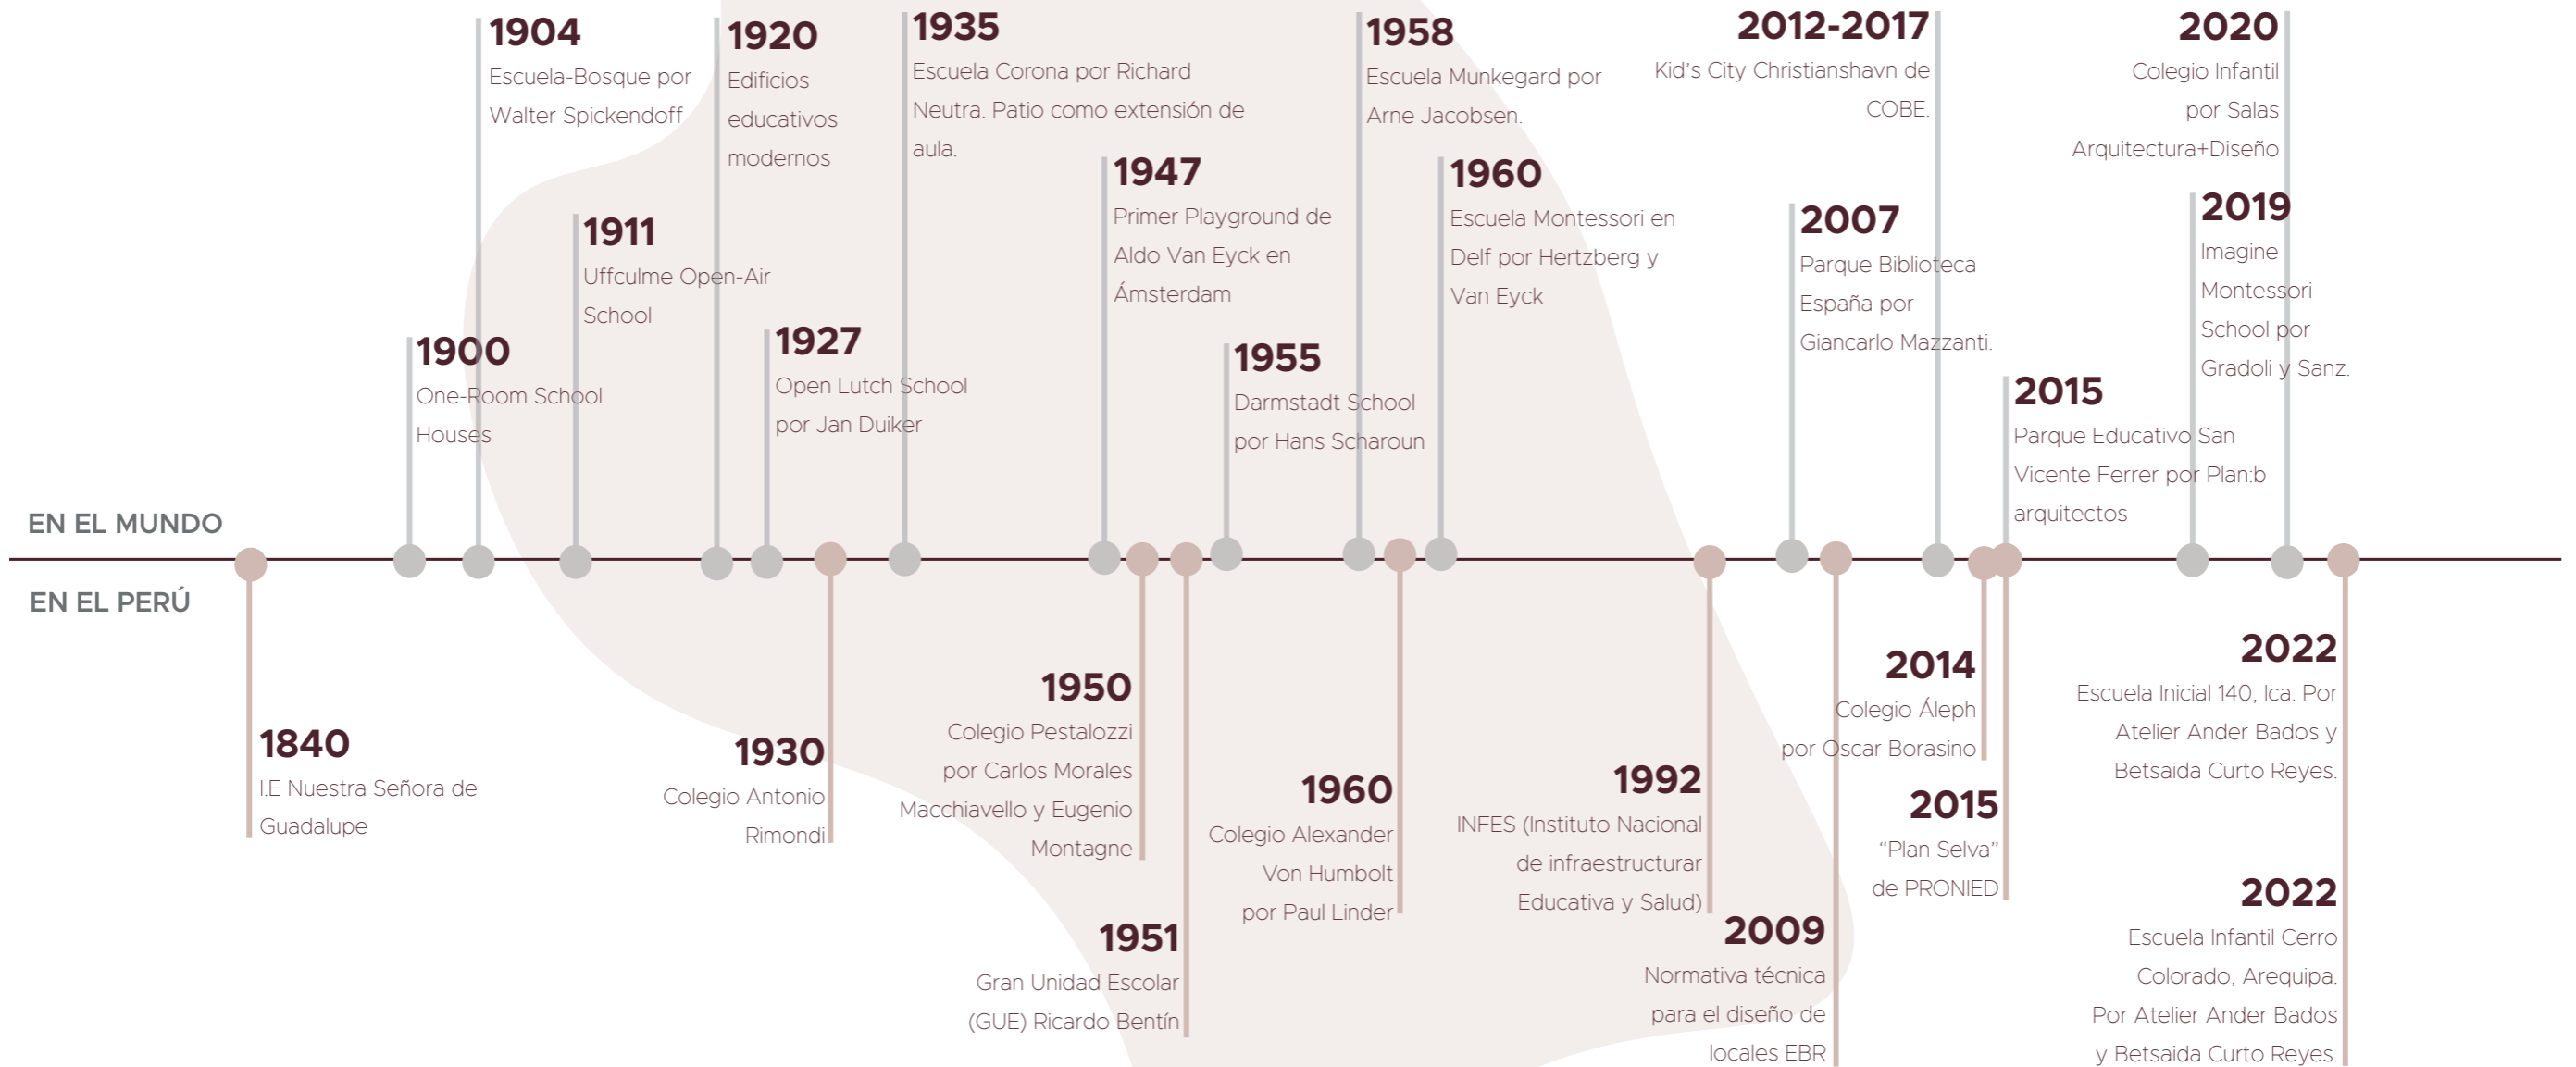 1904
Escuela-Bosque por
Walter Spickendoff
1920
Edificios
educativos
modernos
1935
Escuela Corona por Richard
Neutra. Patio como extensión de
aula.
1958
Escuela Munkegard por
Arne Jacobsen.
2012-2017
Kid's City Christianshavn de
COBE.
2020
Colegio Infantil
por Salas
Arquitectura+Diseño
1911
Uffculme Open-Air
School
1947
Primer Playground de
Aldo Van Eyck en
Ámsterdam
1960
Escuela Montessori en
Delf por Hertzberg y
Van Eyck
2007
Parque Biblioteca
España por
Giancarlo Mazzanti.
2019
Imagine
Montessori
School por
Gradoli y Sanz.
1900
One-Room School
Houses
1927
Open Lutch School
por Jan Duiker
1955
Darmstadt School
por Hans Scharoun
2015
Parque Educativo San
Vicente Ferrer por Plan:b
arquitectos
EN EL MUNDO
EN EL PERÚ
1840
I.E Nuestra Señora de
Guadalupe
1930
Colegio Antonio
Rimondi
1950
Colegio Pestalozzi
por Carlos Morales
Macchiavello y Eugenio
Montagne
1951
Gran Unidad Escolar
(GUE) Ricardo Bentín
1960
Colegio Alexander
Von Humbolt
por Paul Linder
1992
INFES (Instituto Nacional
de infraestructurar
Educativa y Salud)
2009
Normativa técnica
para el diseño de
locales EBR
2014
Colegio Áleph
por Oscar Borasino
2015
“Plan Selva”
de PRONIED
2022
Escuela Inicial 140, Ica. Por
Atelier Ander Bados y
Betsaida Curto Reyes.
2022
Escuela Infantil Cerro
Colorado, Arequipa.
Por Atelier Ander Bados
y Betsaida Curto Reyes.